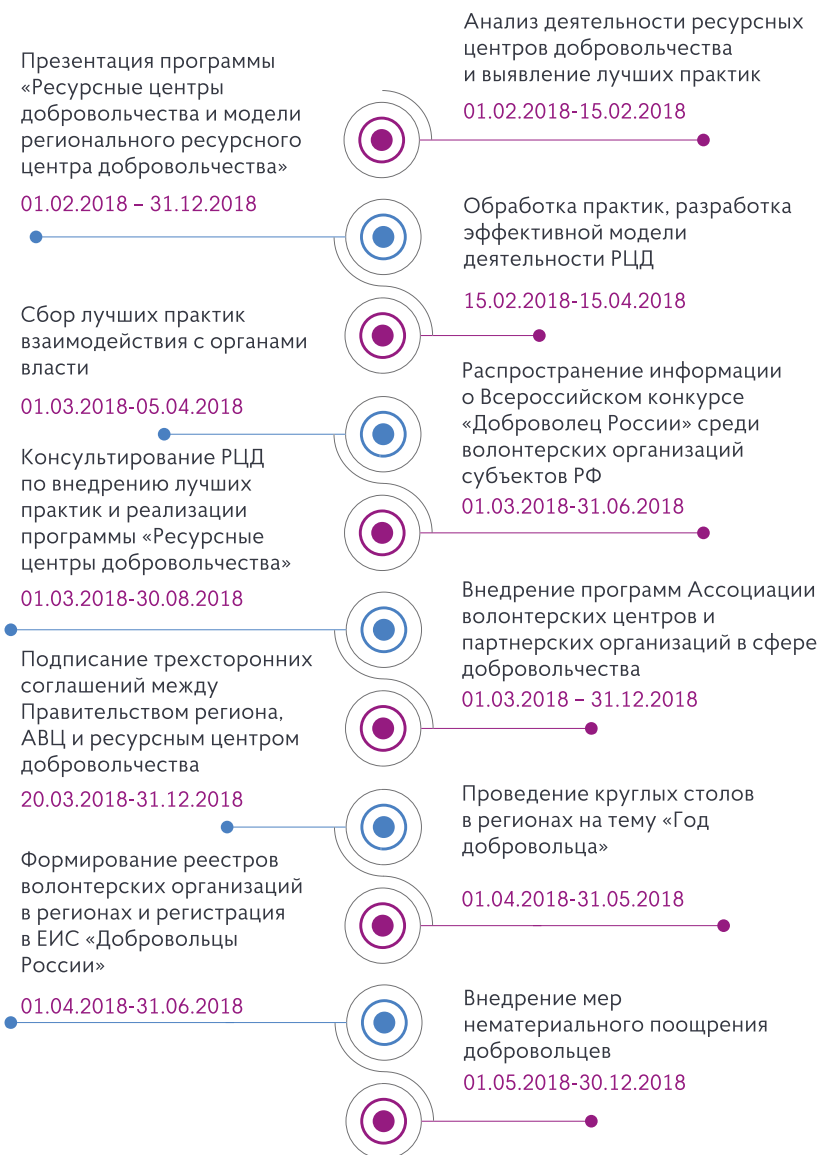 Анализ деятельности ресурсных
центров добровольчества
и выявление лучших практик
01.02.2018-15.02.2018
Презентация программы
«Ресурсные центры
добровольчества и модели
регионального ресурсного
центра добровольчества»
01.02.2018 – 31.12.2018
Обработка практик, разработка
эффективной модели
деятельности РЦД
15.02.2018-15.04.2018
Сбор лучших практик
взаимодействия с органами
власти
01.03.2018-05.04.2018
Распространение информации
о Всероссийском конкурсе
«Доброволец России» среди
волонтерских организаций
субъектов РФ
01.03.2018-31.06.2018
Консультирование РЦД
по внедрению лучших
практик и реализации
программы «Ресурсные
центры добровольчества»
01.03.2018-30.08.2018
Внедрение программ Ассоциации
волонтерских центров и
партнерских организаций в сфере
добровольчества
01.03.2018 – 31.12.2018
Подписание трехсторонних
соглашений между
Правительством региона,
АВЦ и ресурсным центром
добровольчества
20.03.2018-31.12.2018
Проведение круглых столов
в регионах на тему «Год
добровольца»
01.04.2018-31.05.2018
Формирование реестров
волонтерских организаций
в регионах и регистрация
в ЕИС «Добровольцы
России»
01.04.2018-31.06.2018
Внедрение мер
нематериального поощрения
добровольцев
01.05.2018-30.12.2018